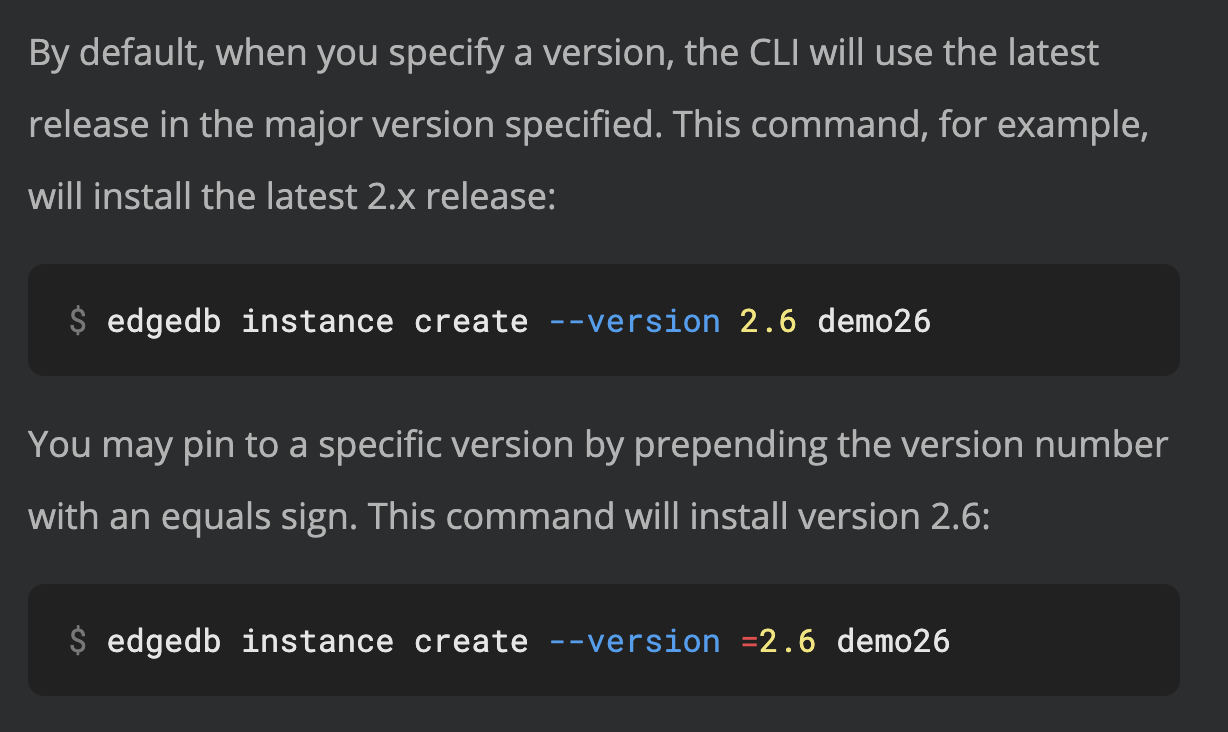 By default, when you specify a version, the CLI will use the latest
release in the major version specified. This command, for example,
will install the latest 2.x release:
$ edgedb instance create --version 2.6 demo26
You may pin to a specific version by prepending the version number
with an equals sign. This command will install version 2.6:
$ edgedb instance create --version =2.6 demo26